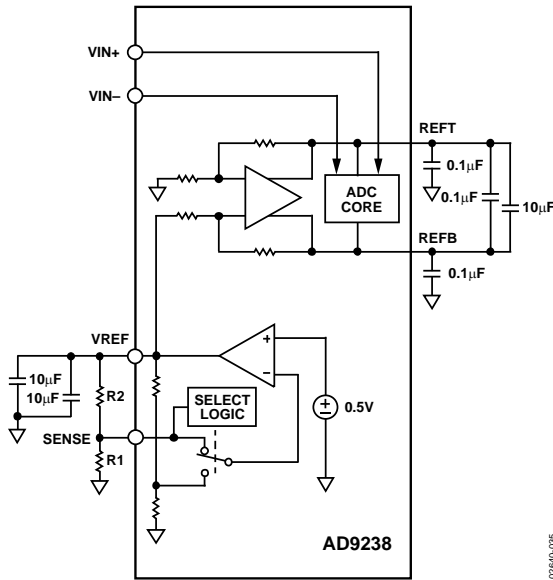 VIN+
VIN–
REFT
0.1μF
ADC
CORE
0.1μF
10μF
REFB
0.1μF
VREF
+
–
10μF
10μF
R2
SELECT
LOGIC
+
–
0.5V
SENSE
R1
AD9238
02640-035